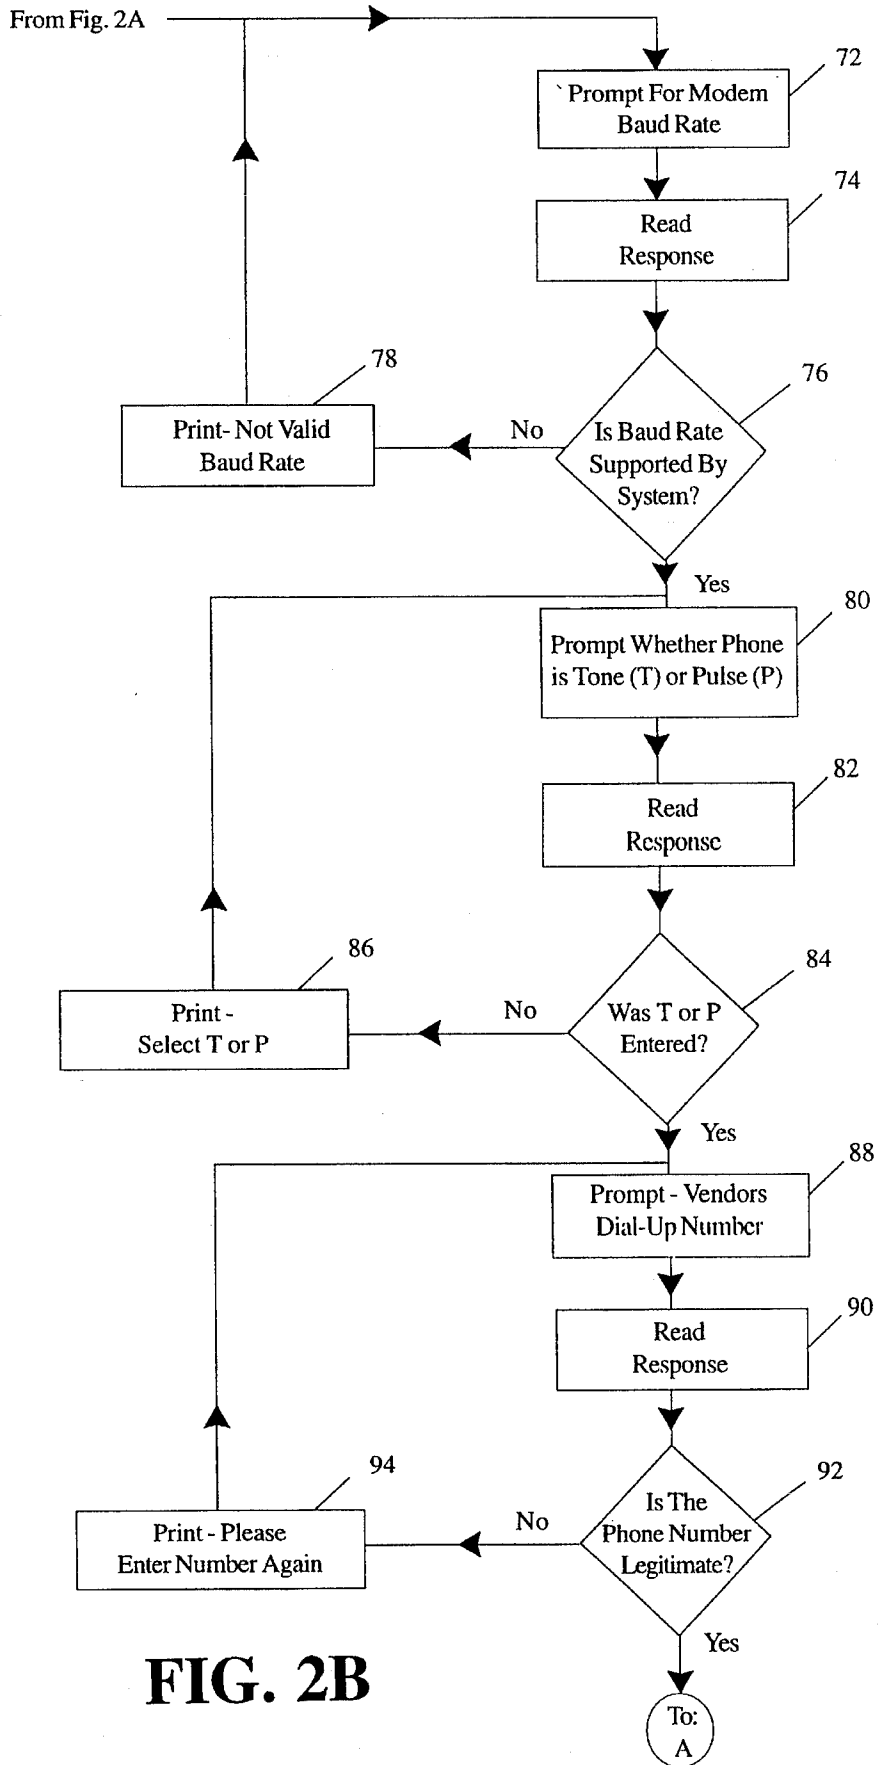 From Fig. 2A
72
Prompt For Modem
Baud Rate
74
Read
Response
78
76
Print- Not Valid
Baud Rate
No
Is Baud Rate
Supported By
System?
Yes
80
Prompt Whether Phone
is Tone (T) or Pulse (P)
82
Read
Response
86
84
Print -
Select T or P
No
Was T or P
Entered?
Yes
88
Prompt - Vendors
Dial-Up Number
90
Read
Response
94
92
Print - Please
Enter Number Again
No
Is The
Phone Number
Legitimate?
Yes
FIG. 2B
To:
A